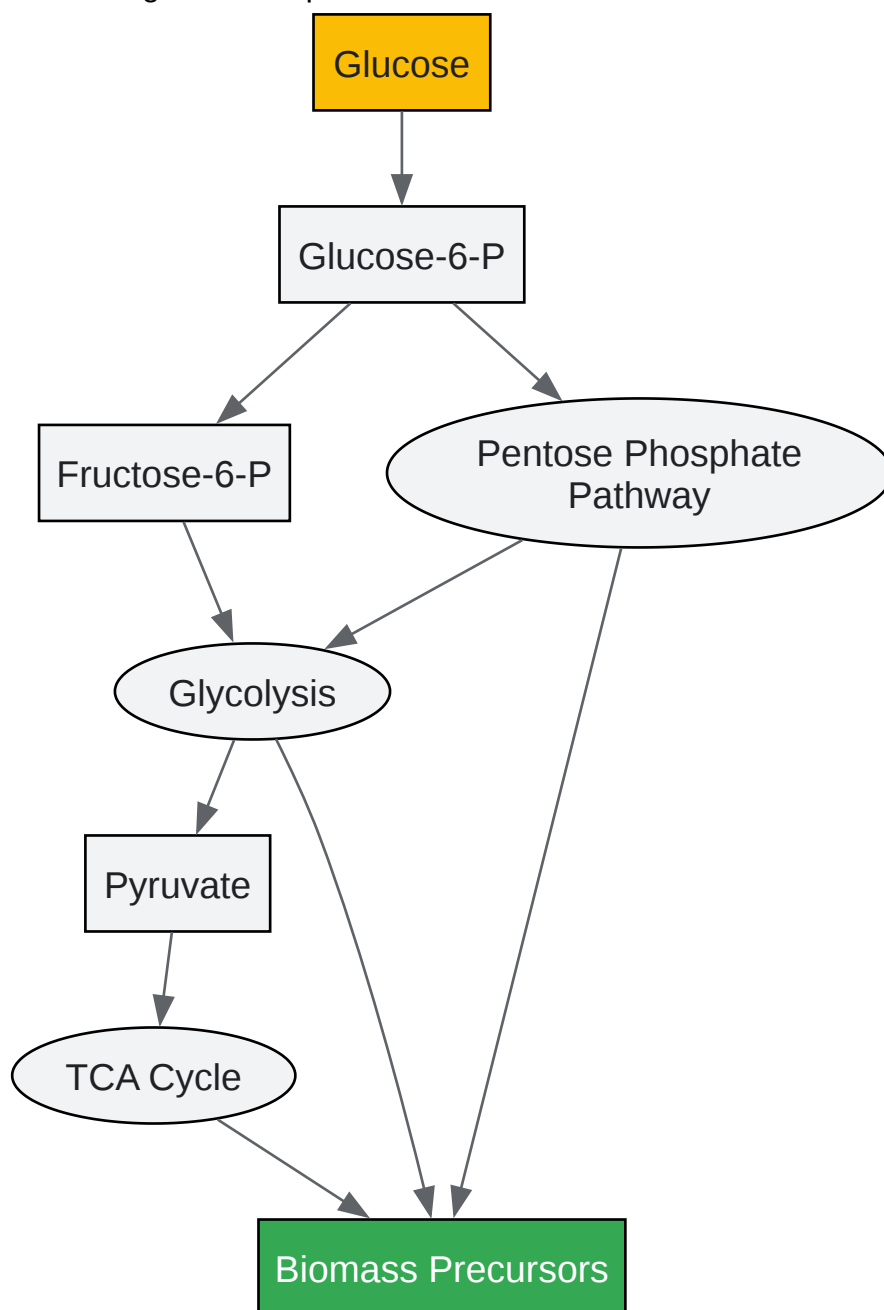 Glucose
Glucose-6-P
Fructose-6-P
Pentose Phosphate
Pathway
Glycolysis
Pyruvate
TCA Cycle
Biomass Precursors